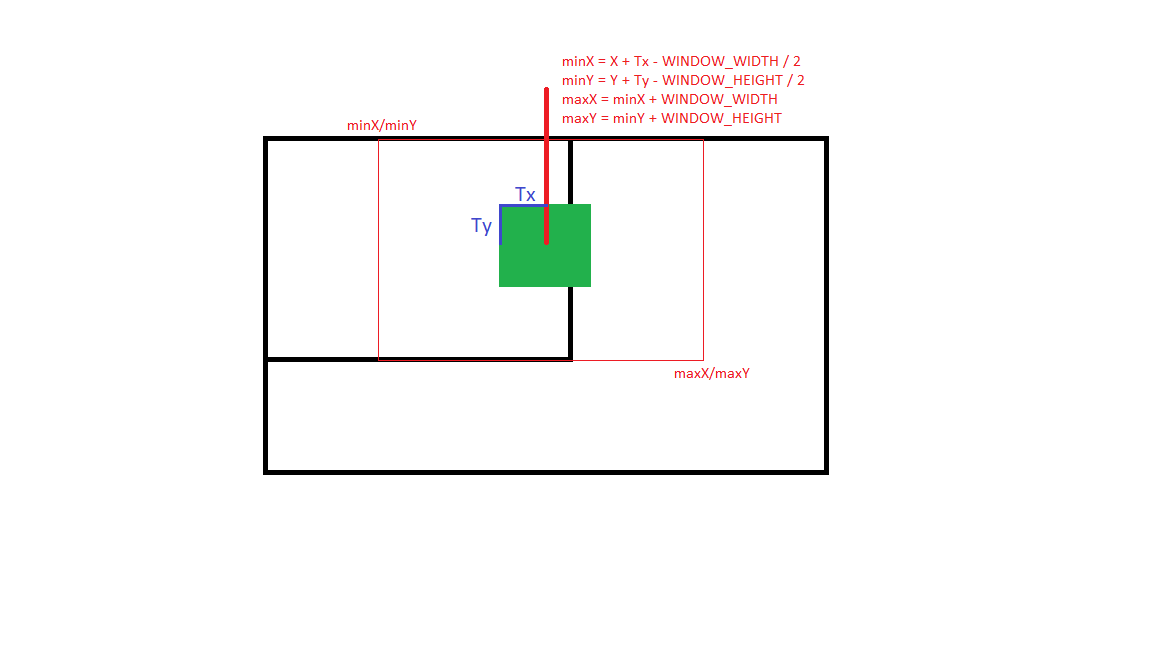 minX = X + Tx - WINDOW_WIDTH / 2
minY = Y + Ty - WINDOW_HEIGHT / 2
maxX = minX + WINDOW_WIDTH
maxY = minY + WINDOW_HEIGHT
minX/minY
Tx
Ty
maxX/maxY